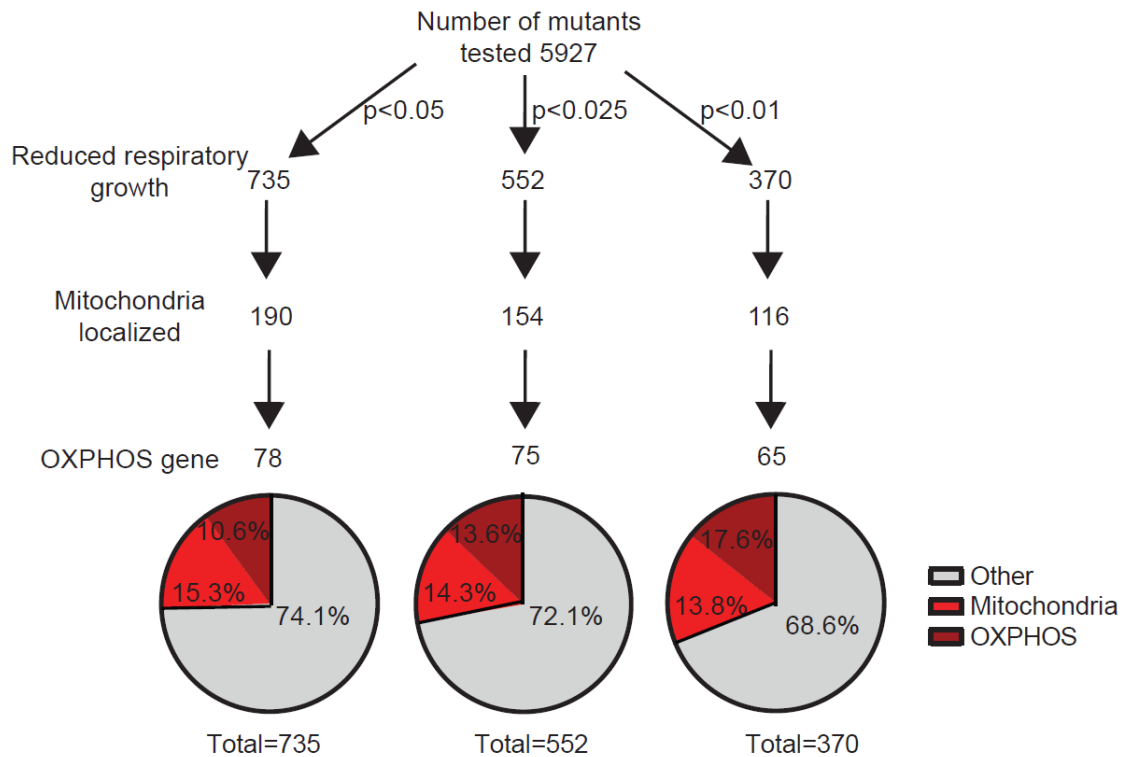 Number of mutants
tested 5927
p<0.05
p<0.025
p<0.01
Reduced respiratory
growth
735
552
370
Mitochondria
localized
190
154
116
OXPHOS gene
78
75
65
10.6%
15.3%
74.1%
13.6%
14.3%
72.1%
17.6%
13.8%
68.6%
Other
Mitochondria
OXPHOS
Total=735
Total=552
Total=370